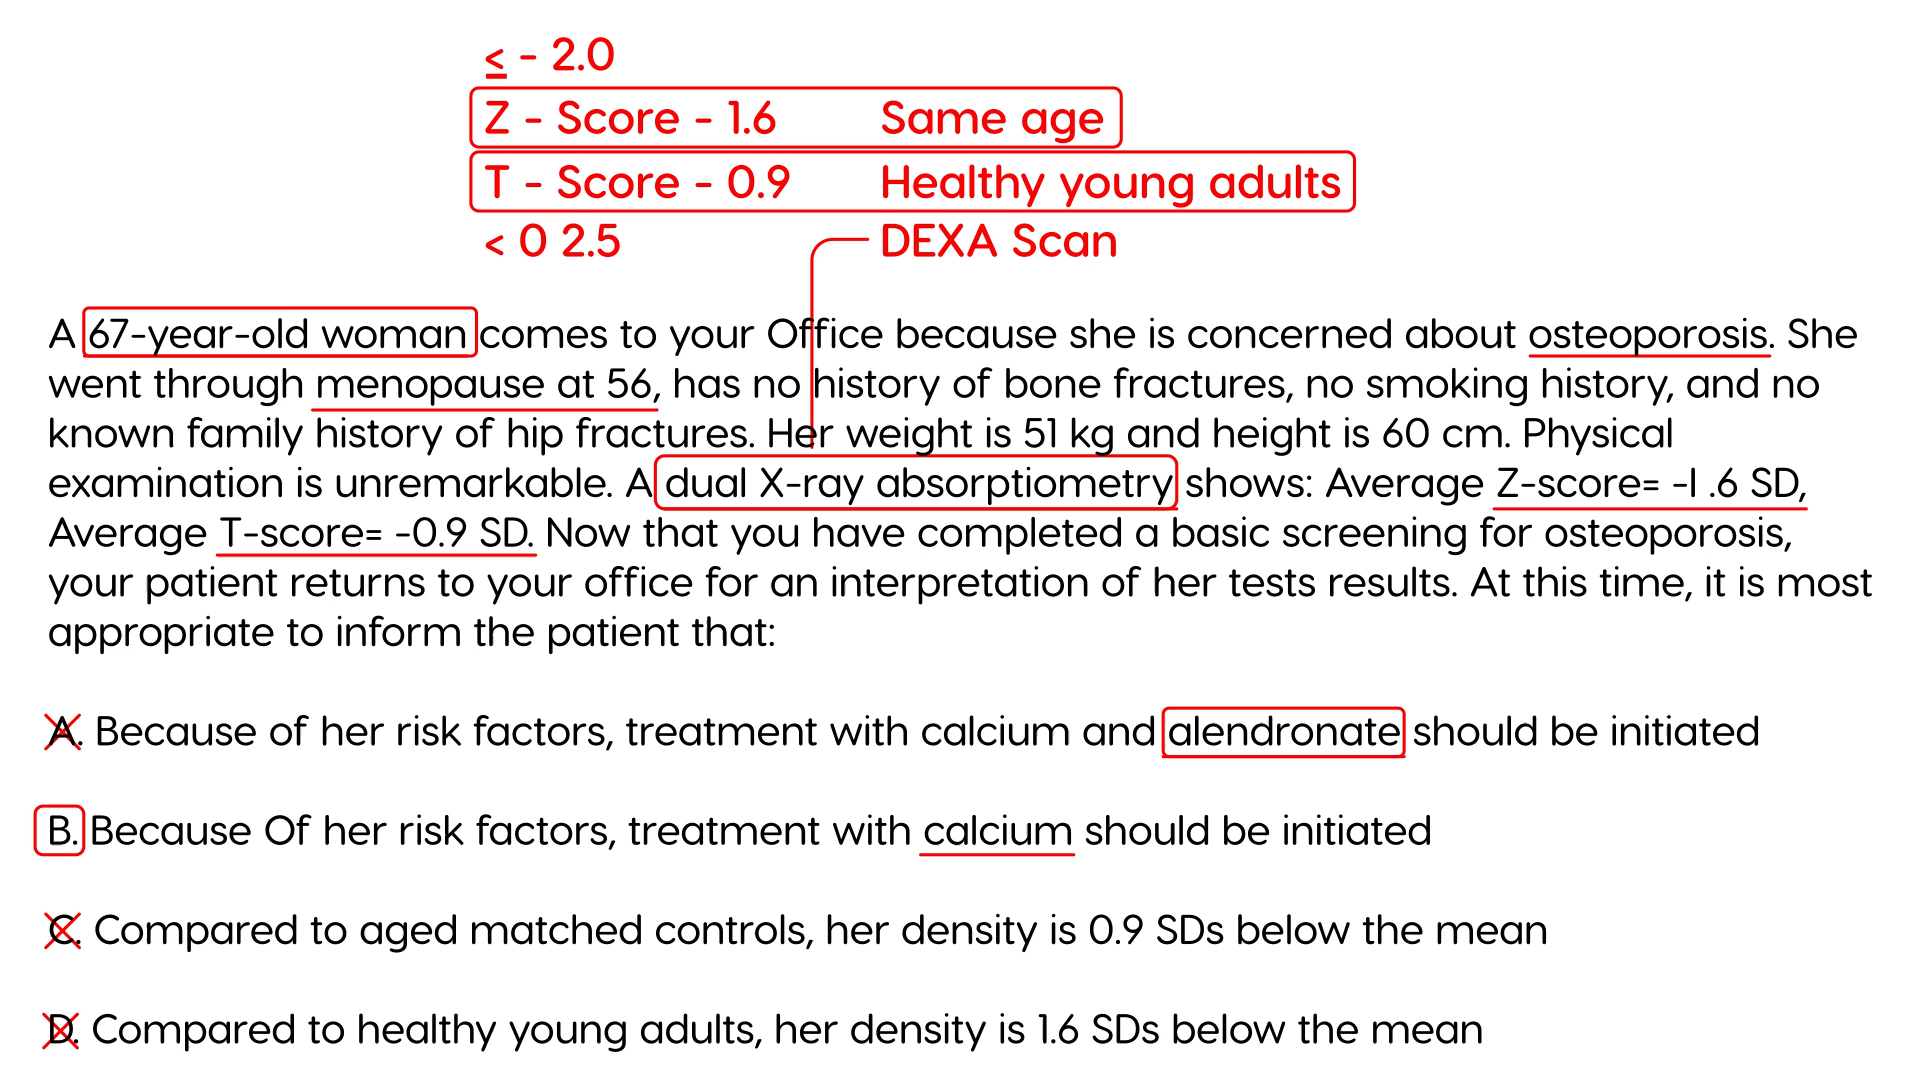 ≤ - 2.0
Z - Score - 1.6 Same age
T - Score - 0.9 Healthy young adults
< 0 2.5 DEXA Scan
A 67-year-old woman comes to your Office because she is concerned about osteoporosis. She
went through menopause at 56, has no history of bone fractures, no smoking history, and no
known family history of hip fractures. Her weight is 51 kg and height is 60 cm. Physical
examination is unremarkable. A dual X-ray absorptiometry shows: Average Z-score= -I .6 SD,
Average T-score= -0.9 SD. Now that you have completed a basic screening for osteoporosis,
your patient returns to your office for an interpretation of her tests results. At this time, it is most
appropriate to inform the patient that:
A. Because of her risk factors, treatment with calcium and alendronate should be initiated
B. Because Of her risk factors, treatment with calcium should be initiated
C. Compared to aged matched controls, her density is 0.9 SDs below the mean
D. Compared to healthy young adults, her density is 1.6 SDs below the mean